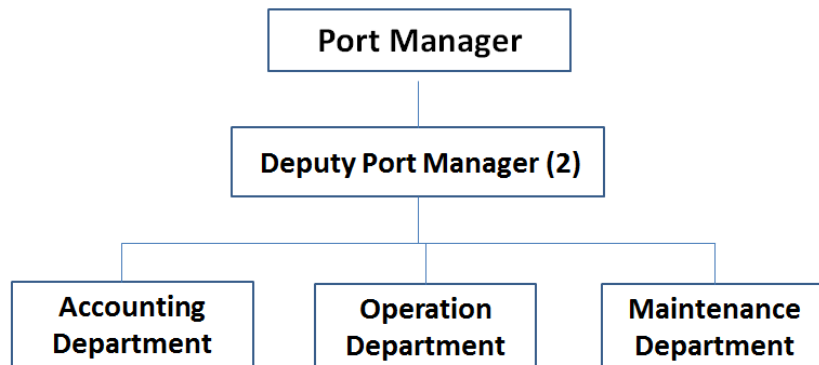 Port Manager
Deputy Port Manager (2)
Accounting
Department
Operation
Department
Maintenance
Department